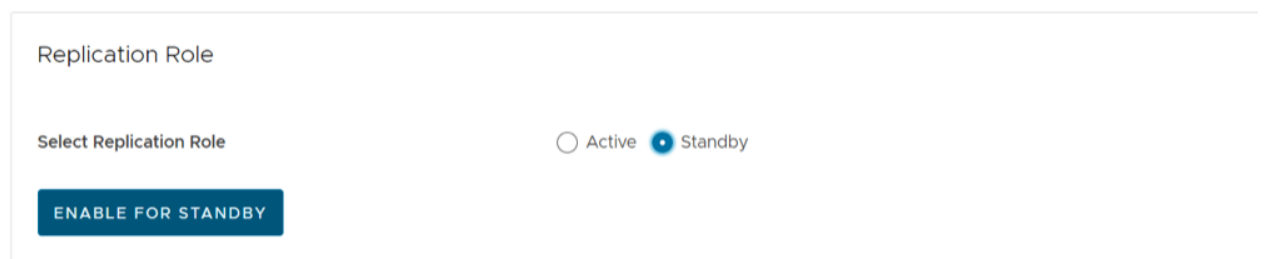 Replication Role
Select Replication Role Active Standby
ENABLE FOR STANDBY